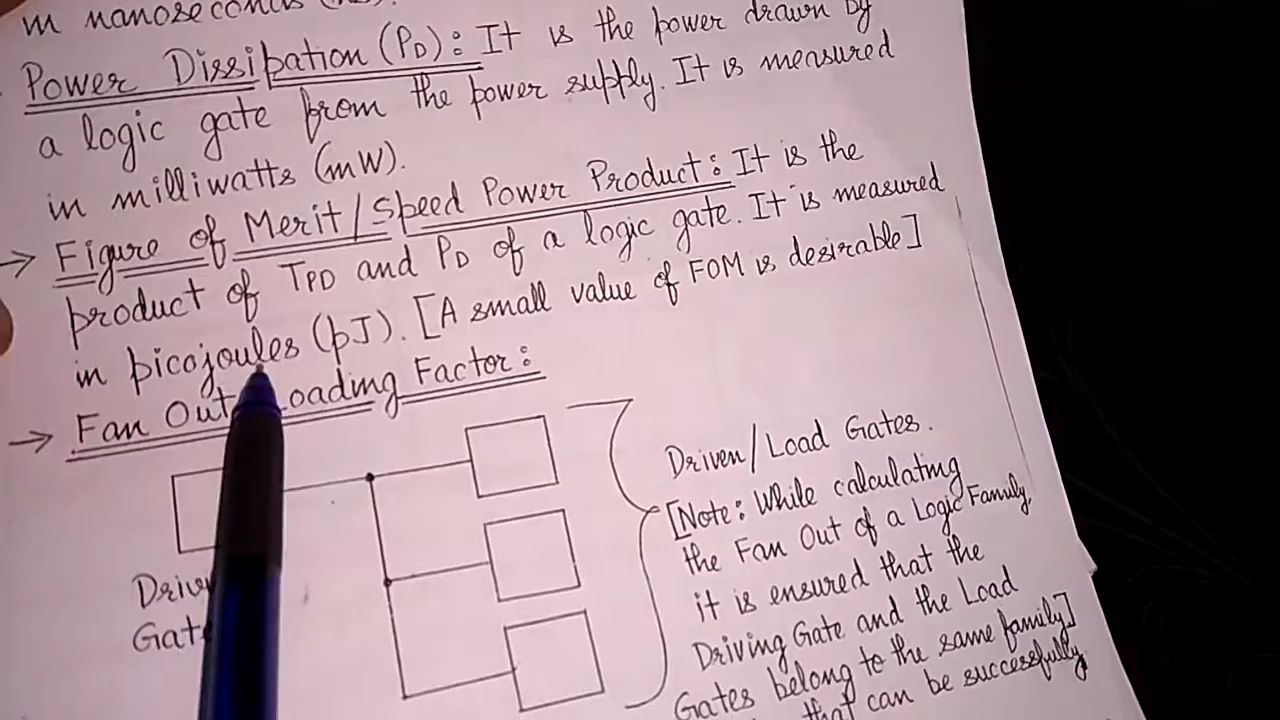 in nanoseconds
Power Dissipation (PD): It is the power drawn by
a logic gate from the power supply. It is measured
in milliwatts (mW).
→ Figure of Merit/Speed Power Product: It is the
product of TPD and PD of a logic gate. It is measured
in picojoules (pJ). [A small value of FOM is desirable]
→ Fan Out Loading Factor:
Driven/Load Gates.
[Note: While calculating
the Fan Out of a Logic Family
it is ensured that the
Driving Gate and the Load
Gates belong to the same family]
that can be successfully